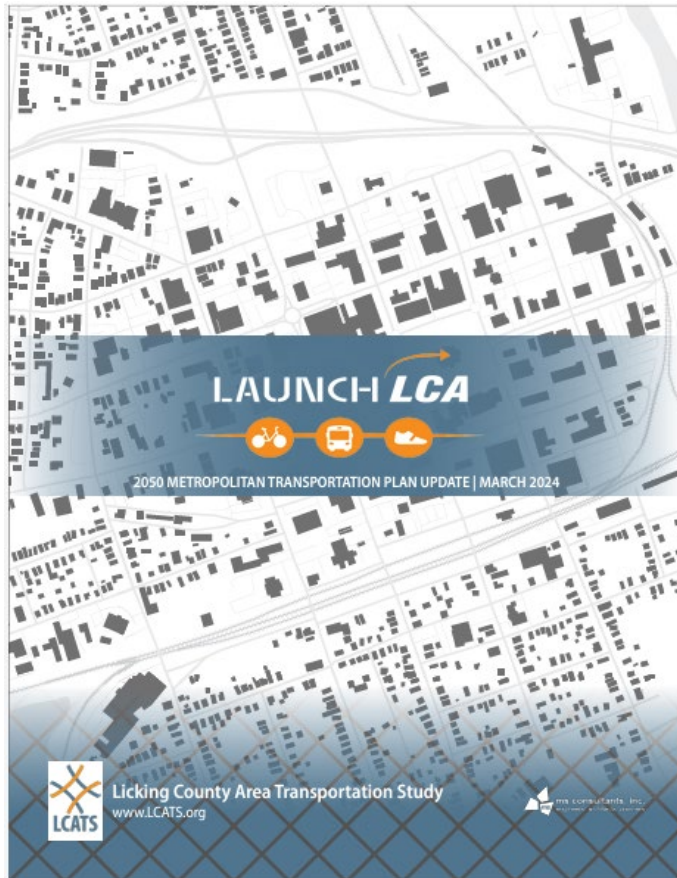 LAUNCH LCA
2050 METROPOLITAN TRANSPORTATION PLAN UPDATE | MARCH 2024
Licking County Area Transportation Study
www.LCATS.org
LCATS
ms consultants, inc.